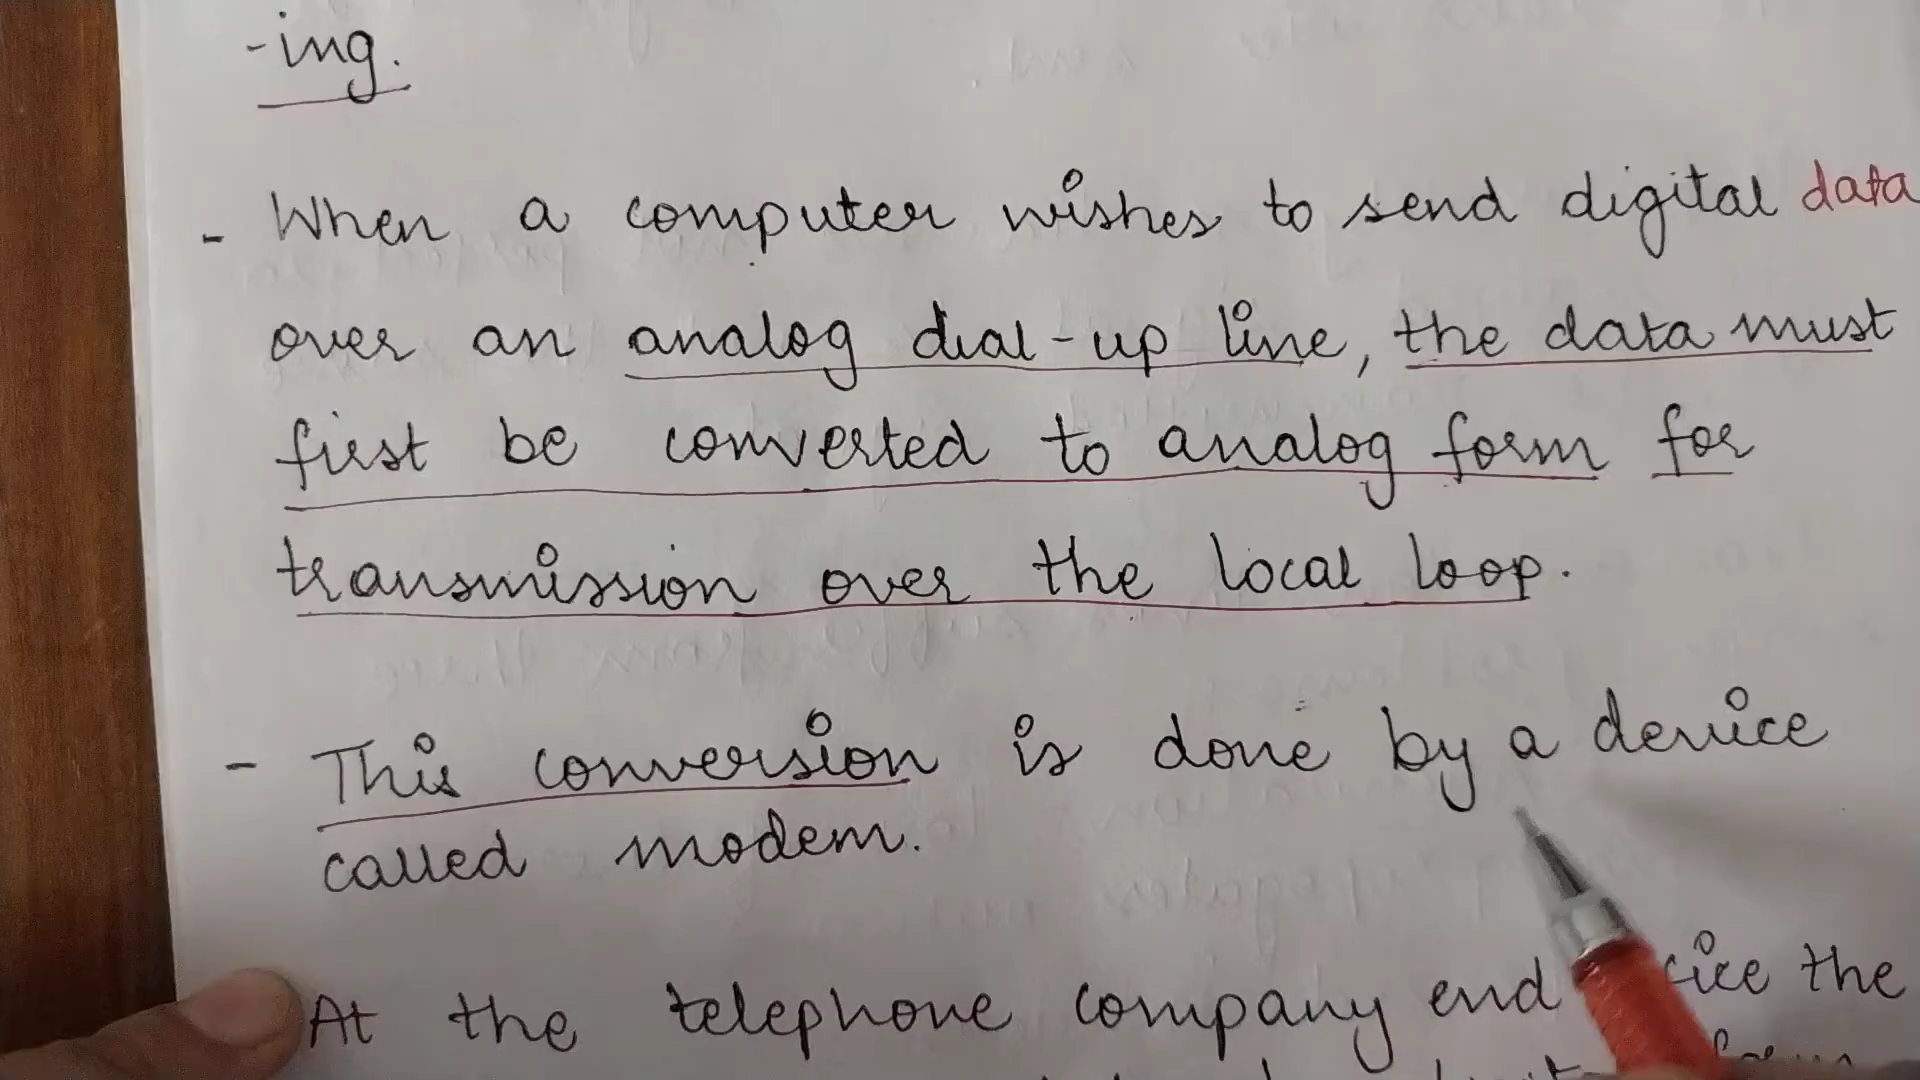 -ing.
- When a computer wishes to send digital data
over an analog dial-up line, the data must
first be converted to analog form for
transmission over the local loop.
- This conversion is done by a device
called modem.
At the telephone company end the